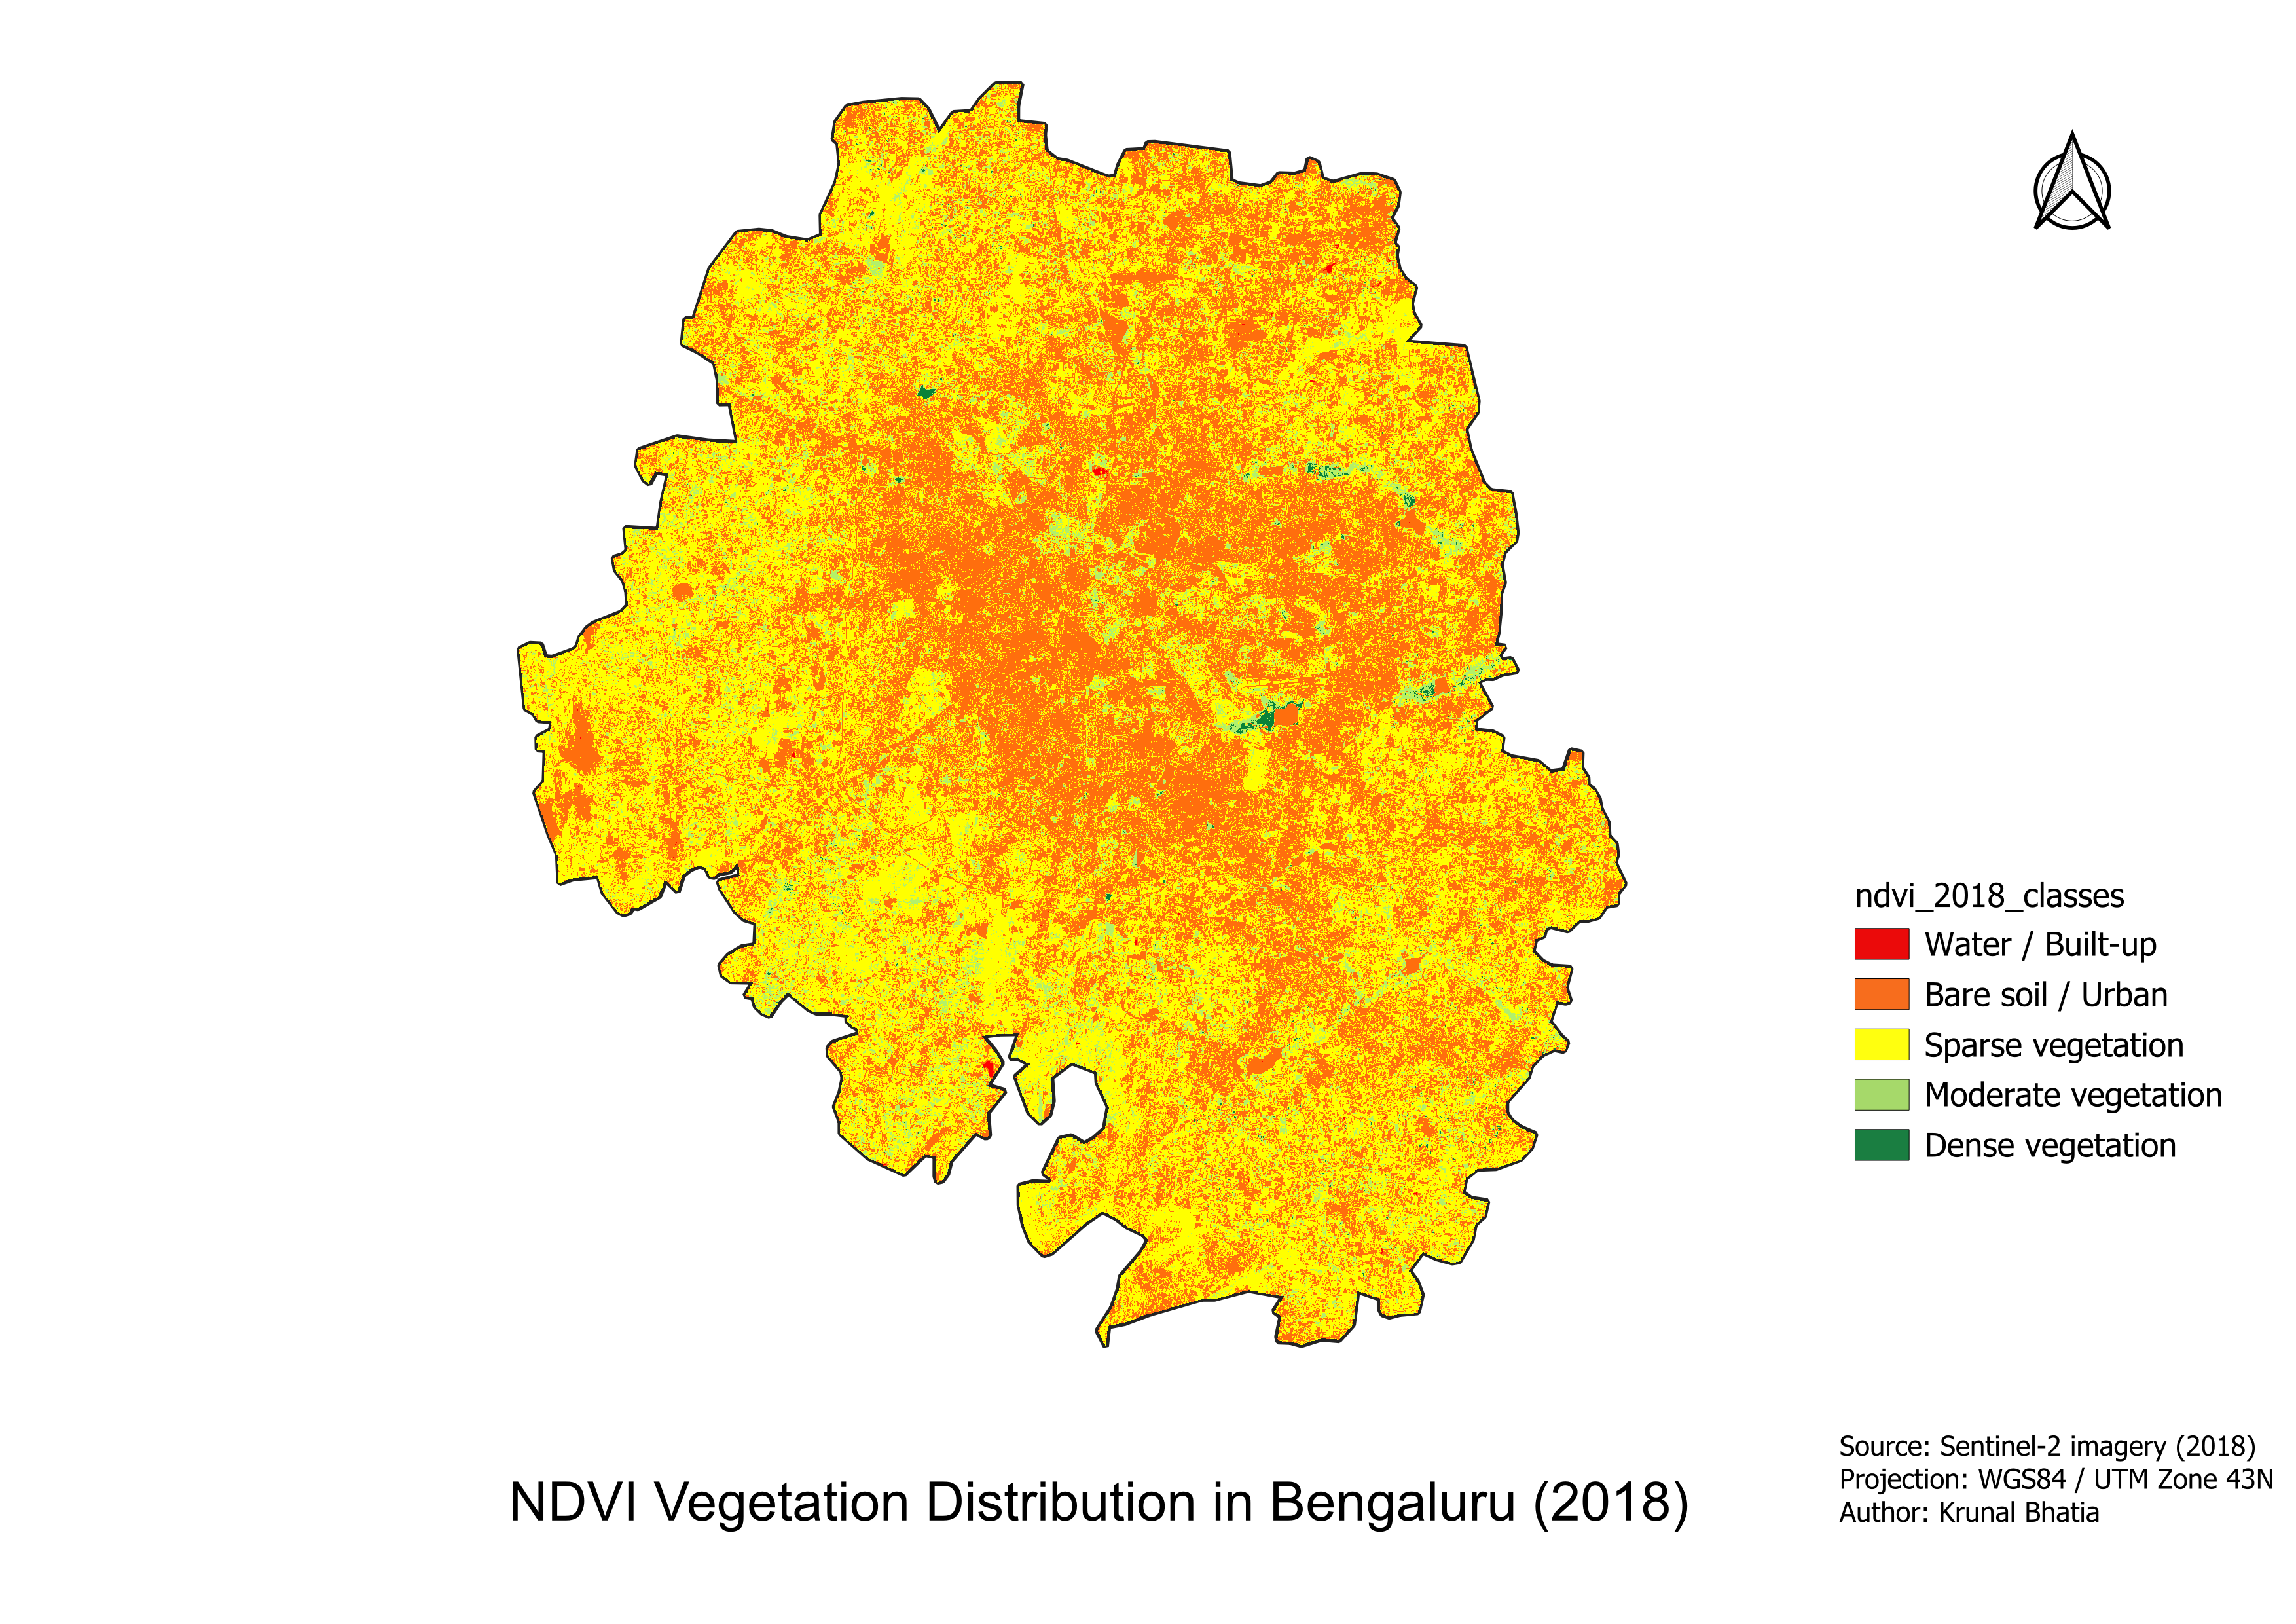 ndvi_2018_classes
Water / Built-up
Bare soil / Urban
Sparse vegetation
Moderate vegetation
Dense vegetation
Source: Sentinel-2 imagery (2018)
Projection: WGS84 / UTM Zone 43N
Author: Krunal Bhatia
NDVI Vegetation Distribution in Bengaluru (2018)